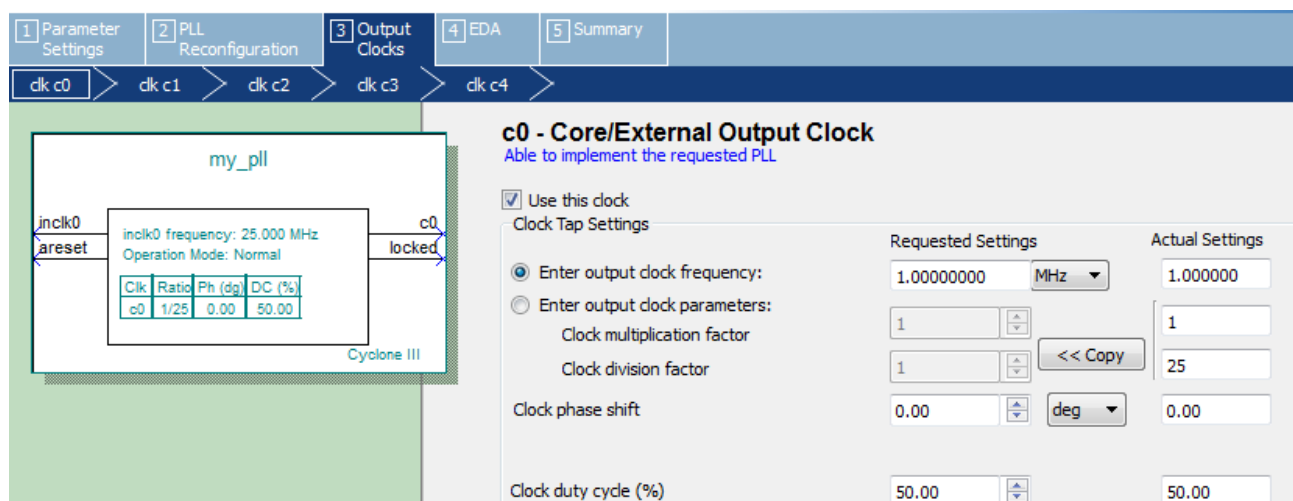 1 Parameter Settings 2 PLL Reconfiguration 3 Output Clocks 4 EDA 5 Summary
clk c0 clk c1 clk c2 clk c3 clk c4
my_pll
inclk0
areset
inclk0 frequency: 25.000 MHz
Operation Mode: Normal
Clk Ratio Ph (dg) DC (%)
c0 1/25 0.00 50.00
c0
locked
Cyclone III
c0 - Core/External Output Clock
Able to implement the requested PLL
Use this clock
Clock Tap Settings
Requested Settings Actual Settings
Enter output clock frequency: 1.00000000 MHz 1.000000
Enter output clock parameters:
Clock multiplication factor 1 1
<< Copy
Clock division factor 1 25
Clock phase shift 0.00 deg 0.00
Clock duty cycle (%) 50.00 50.00